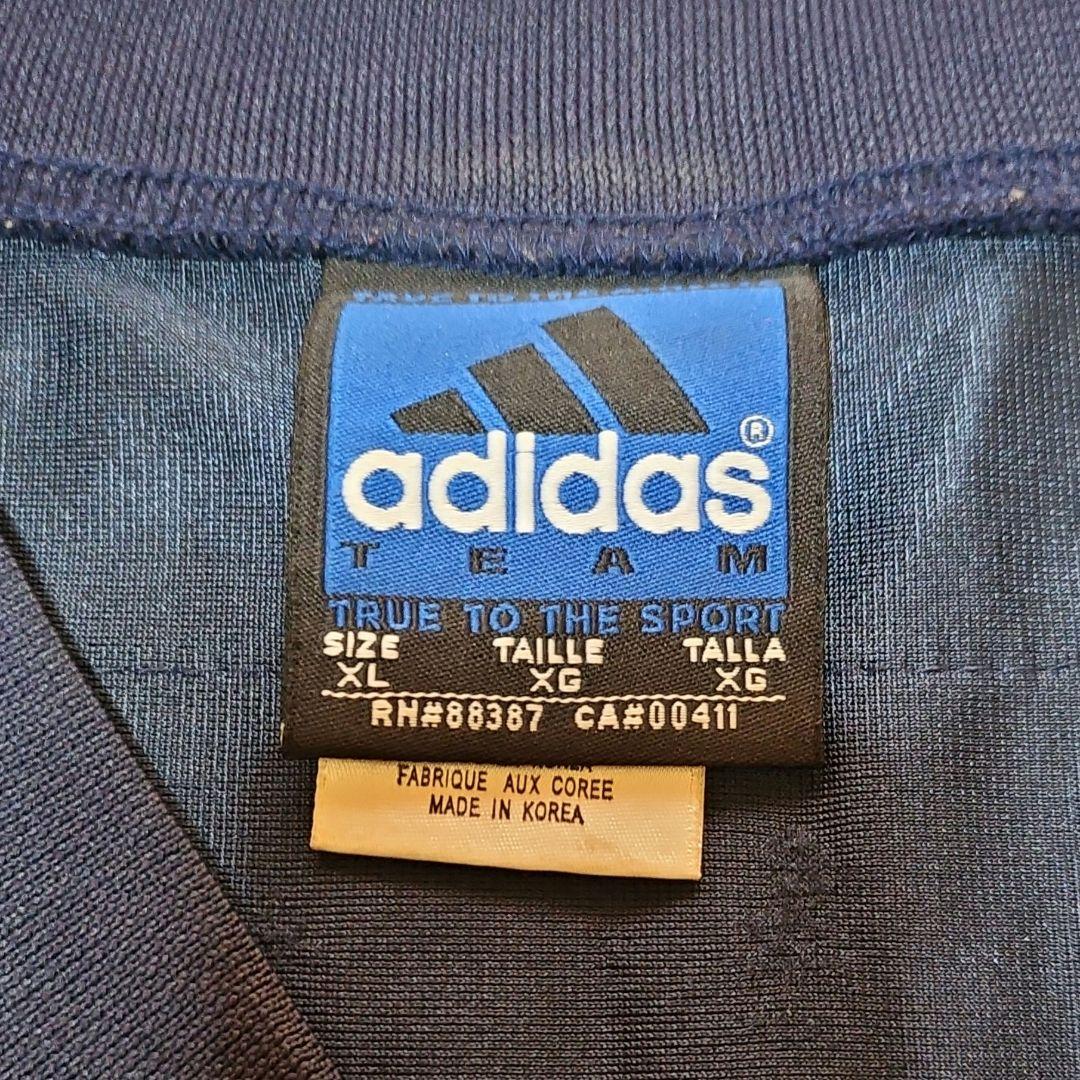 adidas®
TEAM
TRUE TO THE SPORT
SIZE TAILLE TALLA
XL XG XG
RN#88387 CA#00411
FABRIQUE AUX COREE
MADE IN KOREA